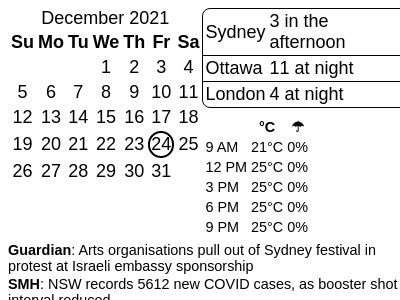 December 2021
Su Mo Tu We Th Fr Sa
1 2 3 4
5 6 7 8 9 10 11
12 13 14 15 16 17 18
19 20 21 22 23 24 25
26 27 28 29 30 31
Sydney 3 in the
afternoon
Ottawa 11 at night
London 4 at night
°C ☂
9 AM 21°C 0%
12 PM 25°C 0%
3 PM 25°C 0%
6 PM 25°C 0%
9 PM 25°C 0%
Guardian: Arts organisations pull out of Sydney festival in
protest at Israeli embassy sponsorship
SMH: NSW records 5612 new COVID cases, as booster shot
interval reduced